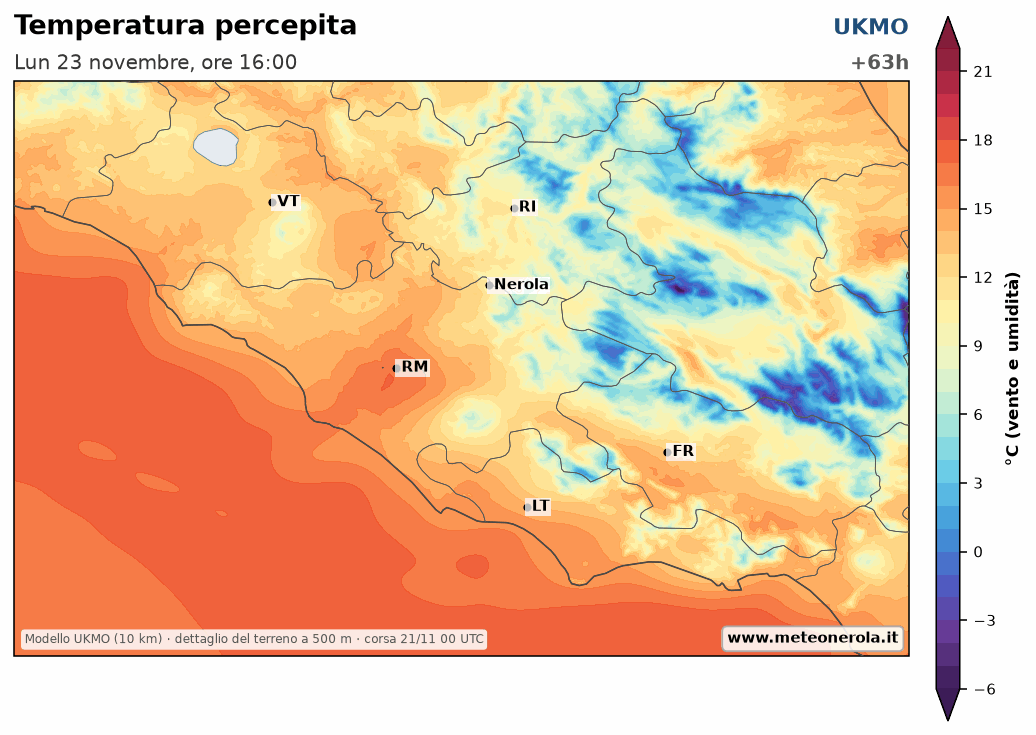 Temperatura percepita
UKMO
Lun 23 novembre, ore 16:00
+63h
VT
RI
Nerola
RM
FR
LT
Modello UKMO (10 km) · dettaglio del terreno a 500 m · corsa 21/11 00 UTC
www.meteonerola.it
21
18
15
12
9
6
3
0
−3
−6
°C (vento e umidità)